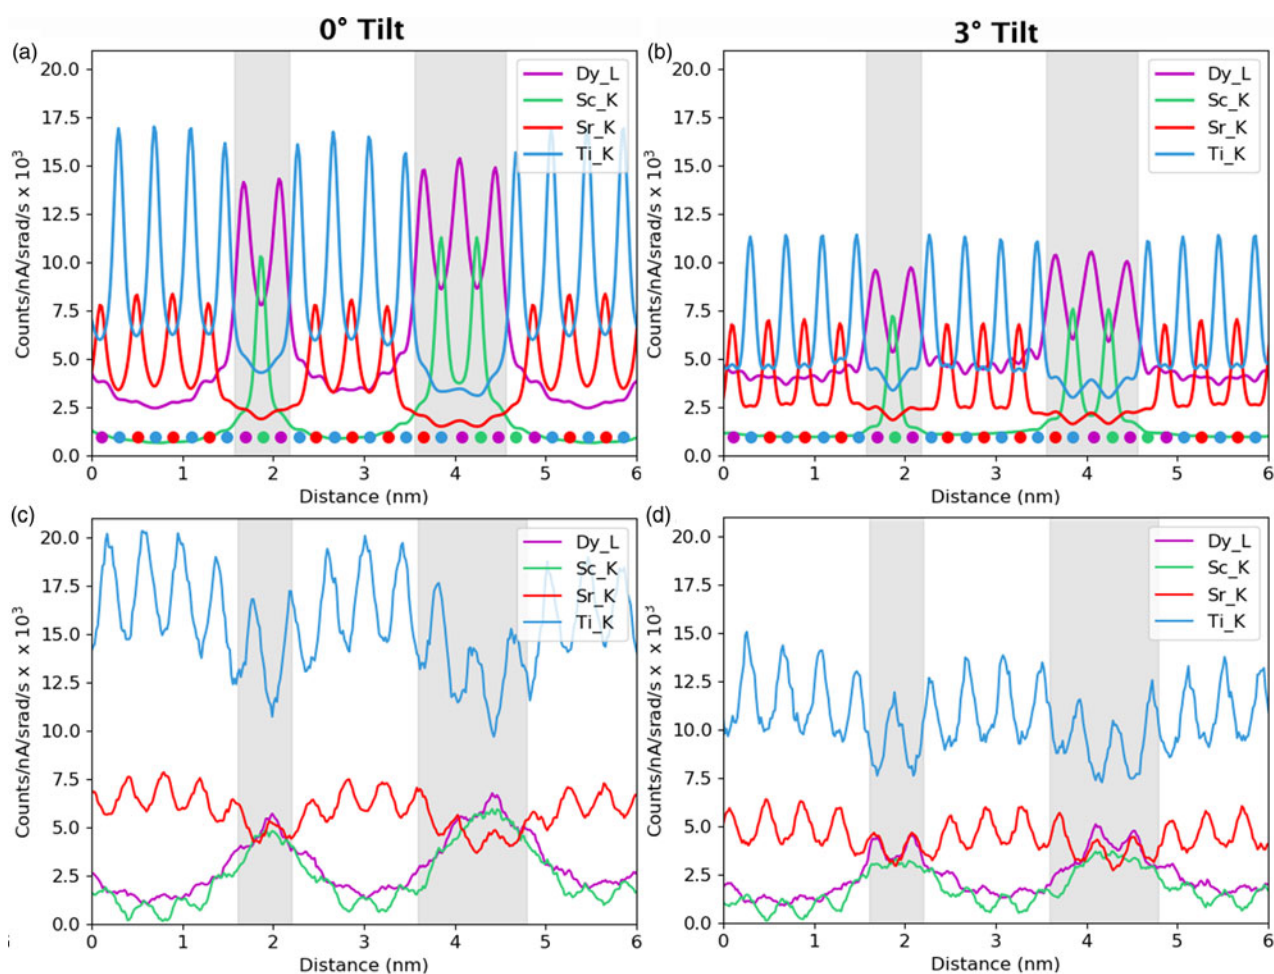 0° Tilt
3° Tilt
(a)
20.0
17.5
15.0
12.5
10.0
7.5
5.0
2.5
0.0
Counts/nA/srad/s x 10³
Dy_L
Sc_K
Sr_K
Ti_K
0 1 2 3 4 5 6
Distance (nm)
(b)
20.0
17.5
15.0
12.5
10.0
7.5
5.0
2.5
0.0
Counts/nA/srad/s x 10³
Dy_L
Sc_K
Sr_K
Ti_K
0 1 2 3 4 5 6
Distance (nm)
(c)
20.0
17.5
15.0
12.5
10.0
7.5
5.0
2.5
0.0
Counts/nA/srad/s x x 10³
Dy_L
Sc_K
Sr_K
Ti_K
0 1 2 3 4 5 6
Distance (nm)
(d)
20.0
17.5
15.0
12.5
10.0
7.5
5.0
2.5
0.0
Counts/nA/srad/s x x 10³
Dy_L
Sc_K
Sr_K
Ti_K
0 1 2 3 4 5 6
Distance (nm)